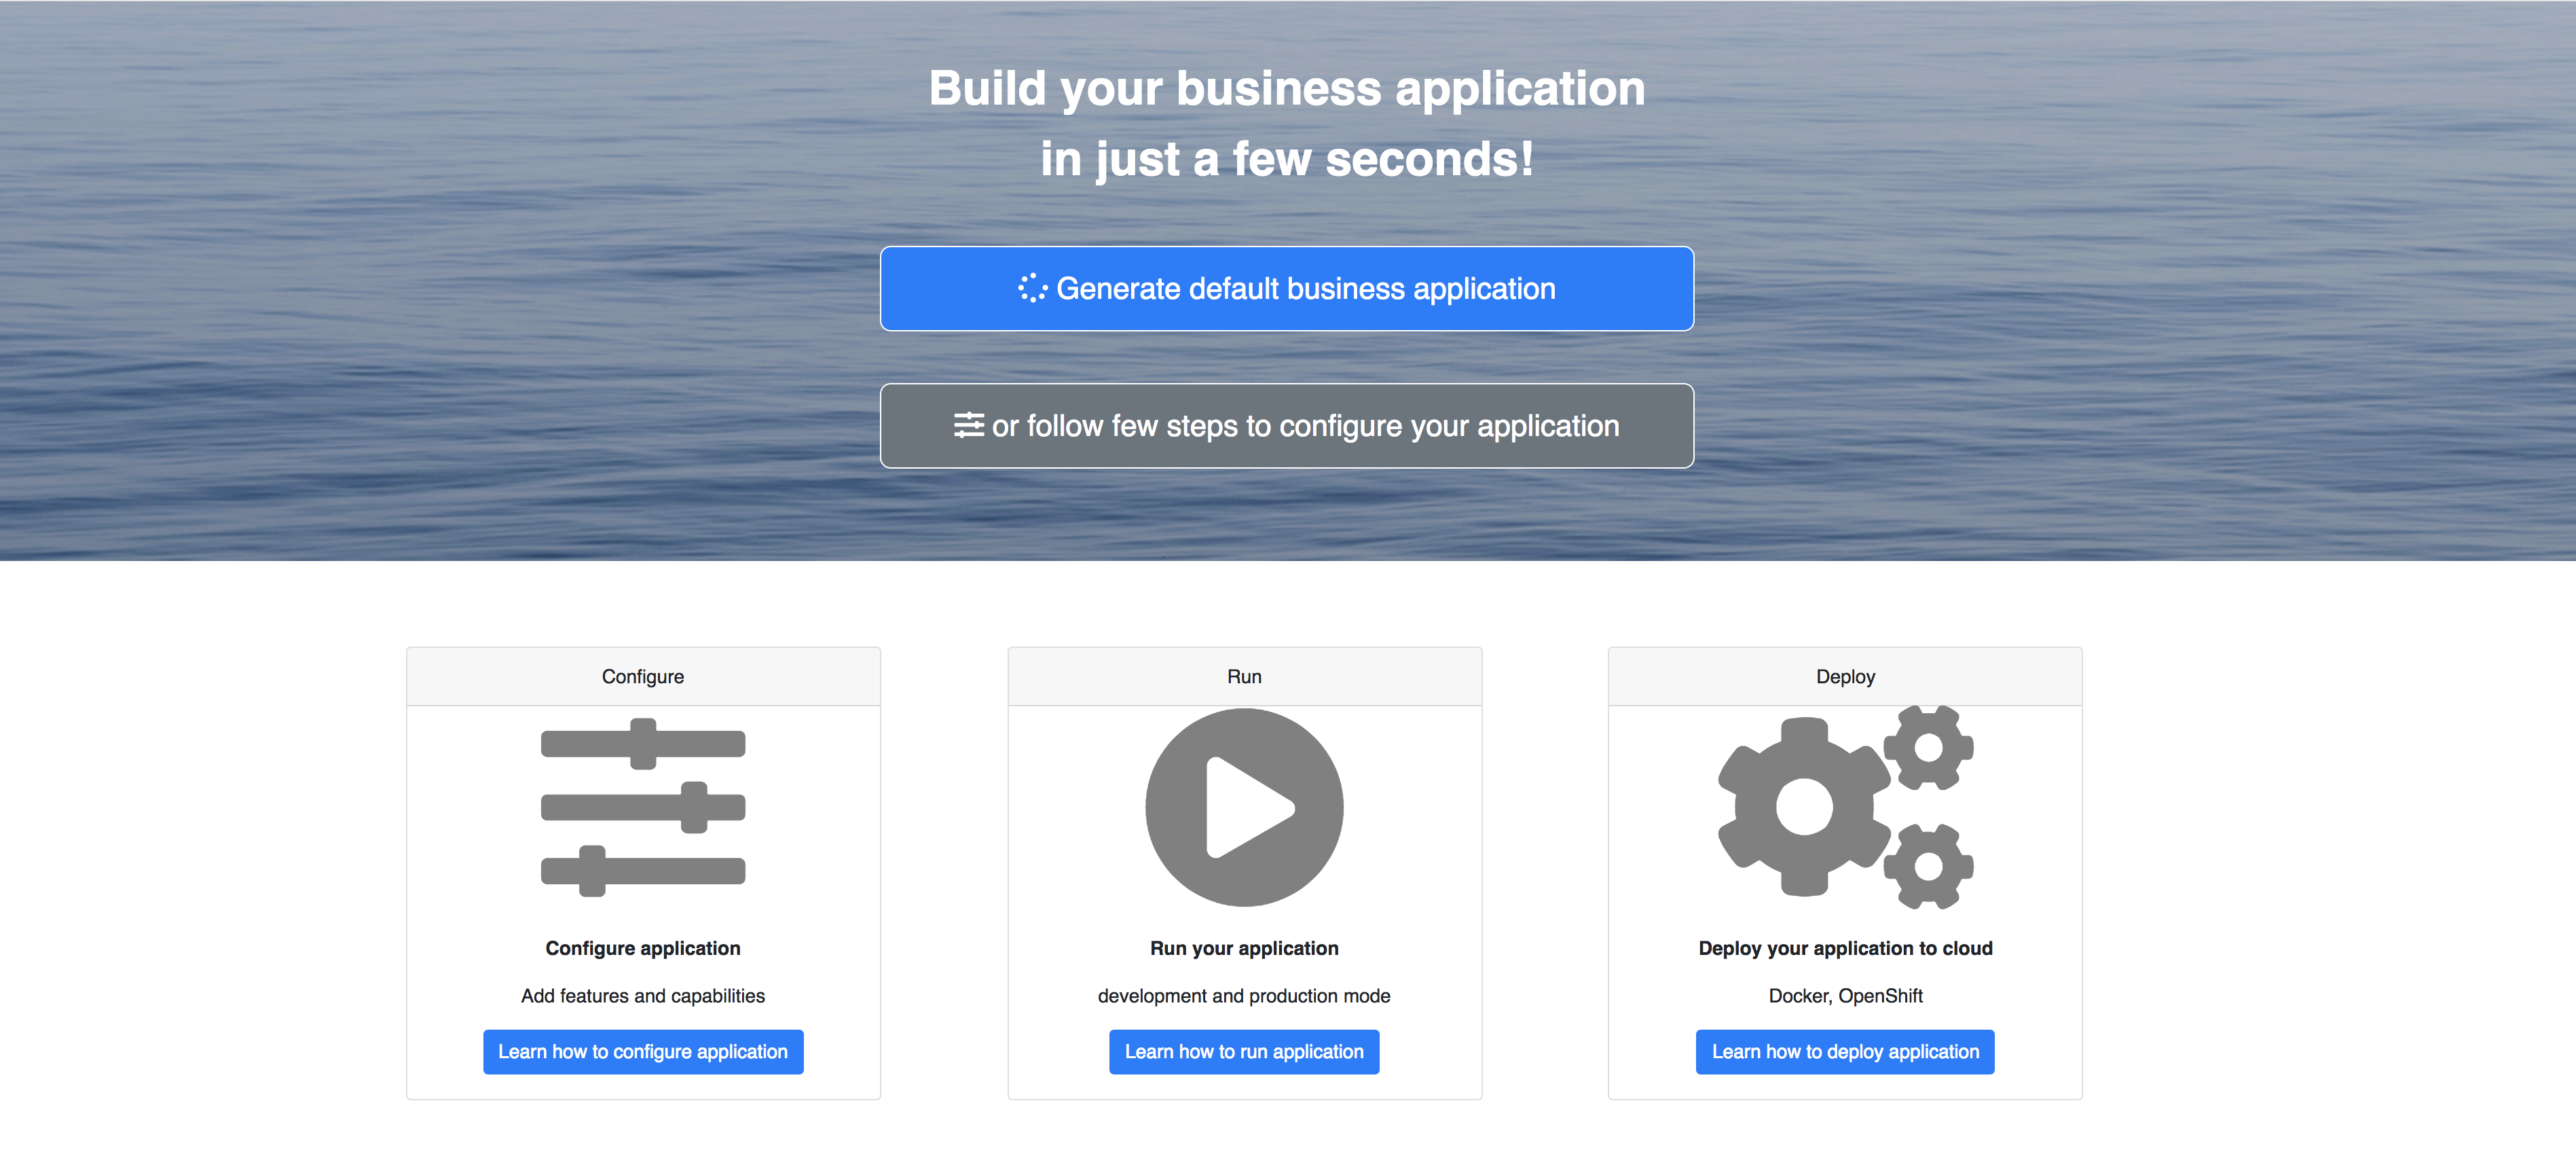 Build your business application
in just a few seconds!
Generate default business application
or follow few steps to configure your application
Configure
Configure application
Add features and capabilities
Learn how to configure application
Run
Run your application
development and production mode
Learn how to run application
Deploy
Deploy your application to cloud
Docker, OpenShift
Learn how to deploy application